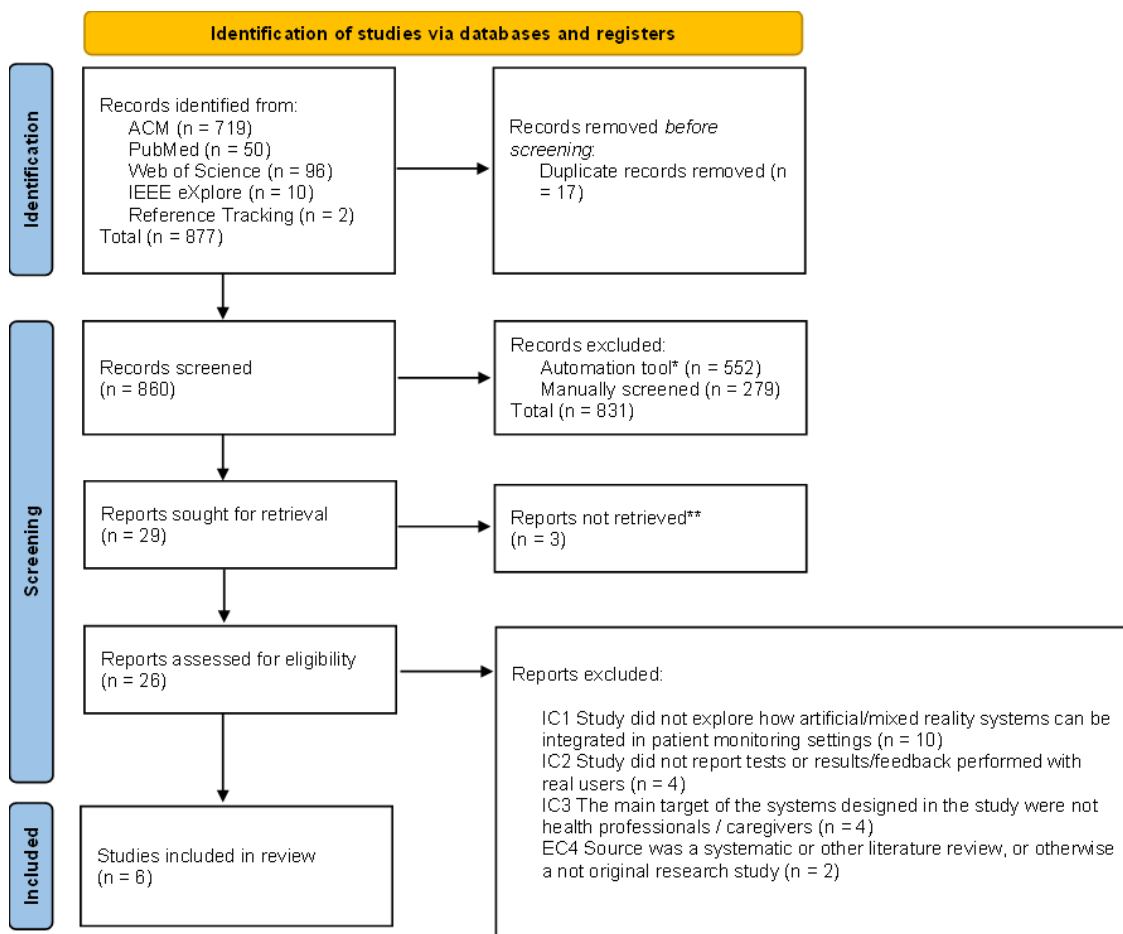 Identification of studies via databases and registers
Identification
Records identified from:
ACM (n = 719)
PubMed (n = 50)
Web of Science (n = 96)
IEEE eXplore (n = 10)
Reference Tracking (n = 2)
Total (n = 877)
Records removed before
screening:
Duplicate records removed (n
= 17)
Screening
Records screened
(n = 860)
Records excluded:
Automation tool* (n = 552)
Manually screened (n = 279)
Total (n = 831)
Reports sought for retrieval
(n = 29)
Reports not retrieved**
(n = 3)
Reports assessed for eligibility
(n = 26)
Reports excluded:
IC1 Study did not explore how artificial/mixed reality systems can be
integrated in patient monitoring settings (n = 10)
IC2 Study did not report tests or results/feedback performed with
real users (n = 4)
IC3 The main target of the systems designed in the study were not
health professionals / caregivers (n = 4)
EC4 Source was a systematic or other literature review, or otherwise
a not original research study (n = 2)
Included
Studies included in review
(n = 6)